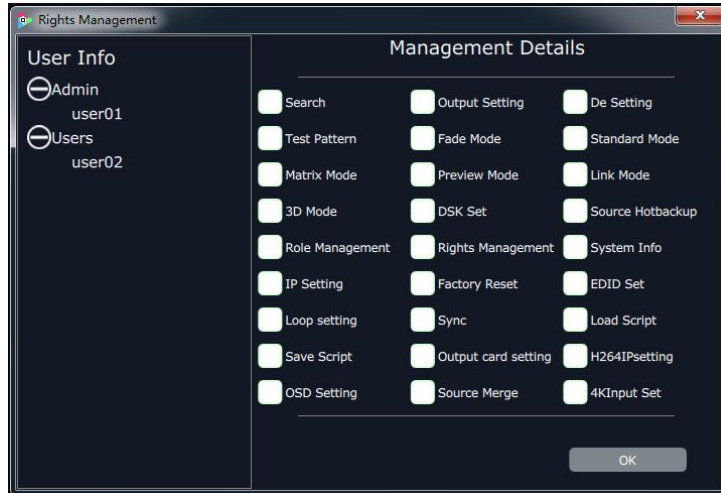 Rights Management
User Info
Admin
user01
Users
user02
Management Details
Search Output Setting De Setting
Test Pattern Fade Mode Standard Mode
Matrix Mode Preview Mode Link Mode
3D Mode DSK Set Source Hotbackup
Role Management Rights Management System Info
IP Setting Factory Reset EDID Set
Loop setting Sync Load Script
Save Script Output card setting H264IPsetting
OSD Setting Source Merge 4KInput Set
OK